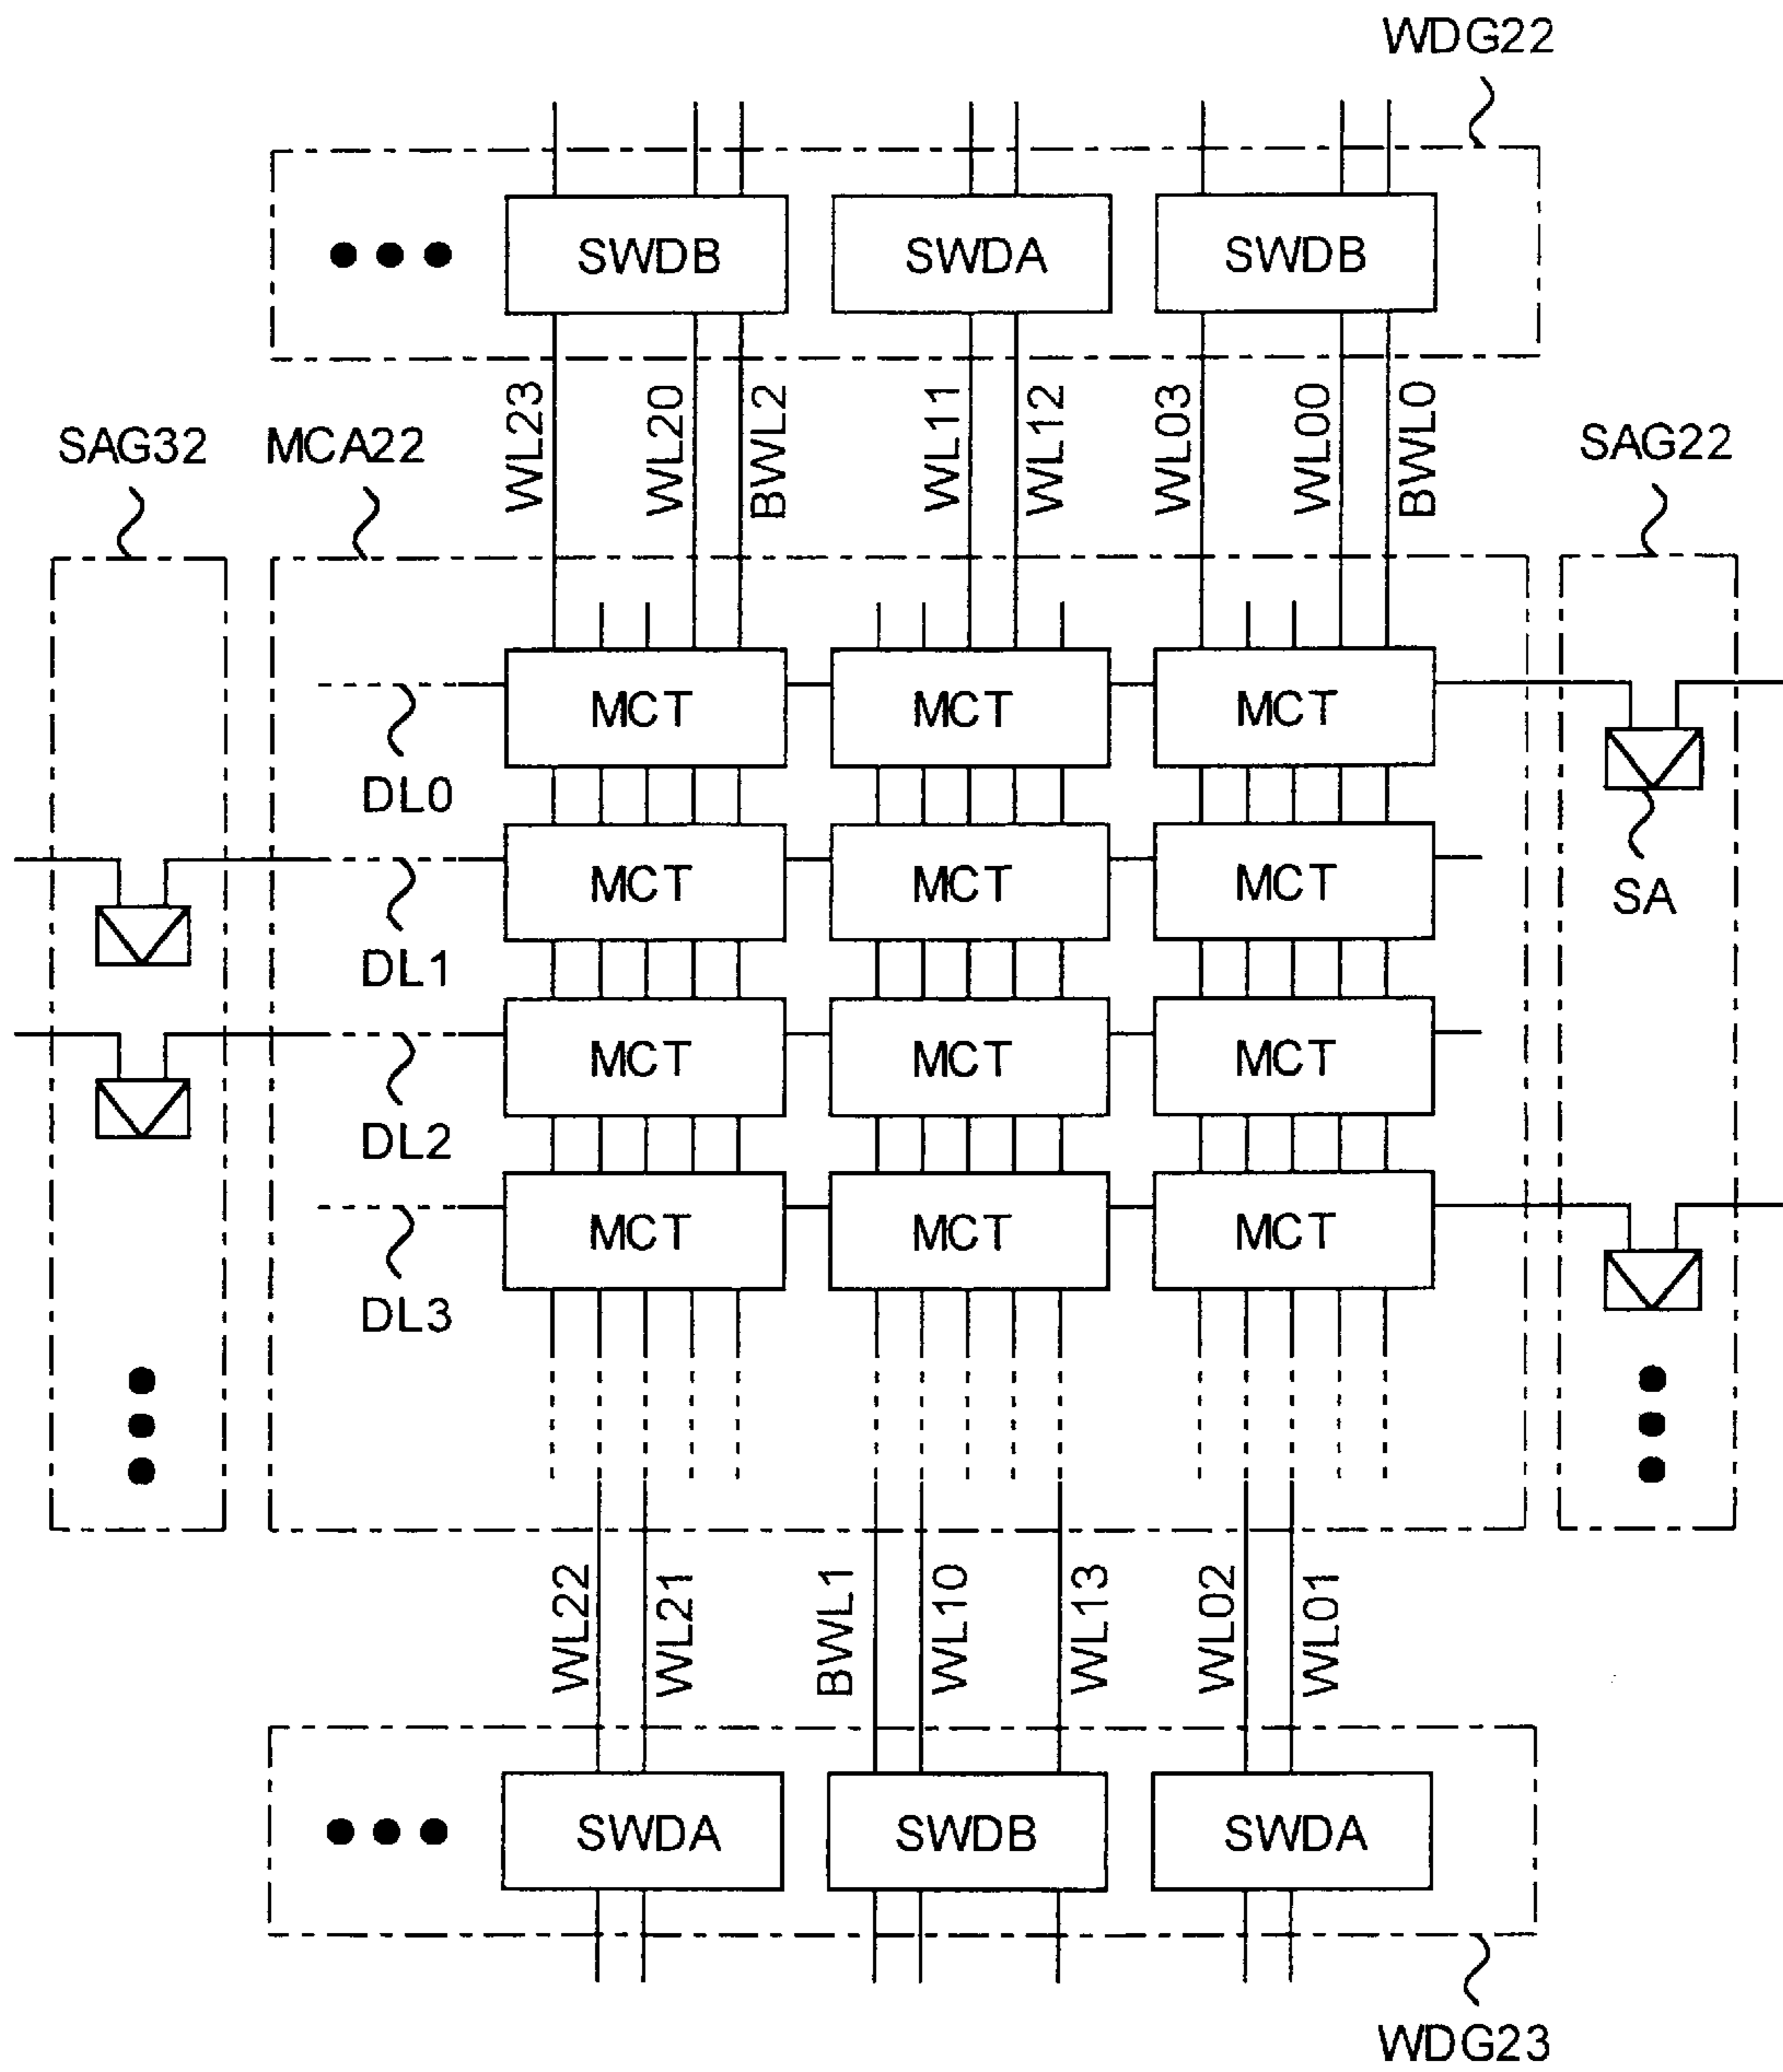 WDG22
SWDB SWDA SWDB
WL23 WL20 BWL2 WL11 WL12 WL03 WL00 BWL0
SAG32 MCA22 SAG22
MCT MCT MCT
DL0
SA
MCT MCT MCT
DL1
MCT MCT MCT
DL2
MCT MCT MCT
DL3
WL22 WL21 BWL1 WL10 WL13 WL02 WL01
SWDA SWDB SWDA
WDG23